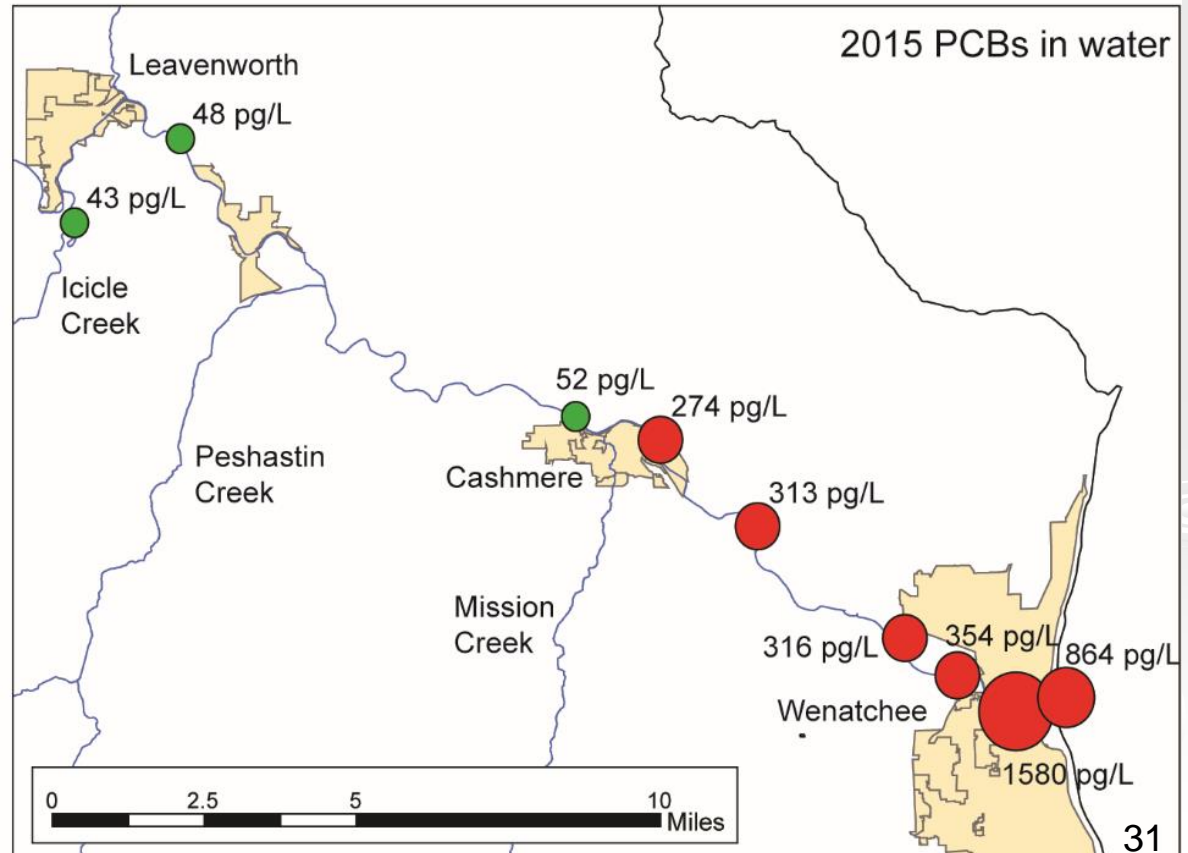 2015 PCBs in water
Leavenworth
48 pg/L
43 pg/L
Icicle
Creek
52 pg/L
274 pg/L
Peshastin
Creek
Cashmere
313 pg/L
Mission
Creek
316 pg/L
354 pg/L
864 pg/L
Wenatchee
1580 pg/L
0 2.5 5 10
Miles
31